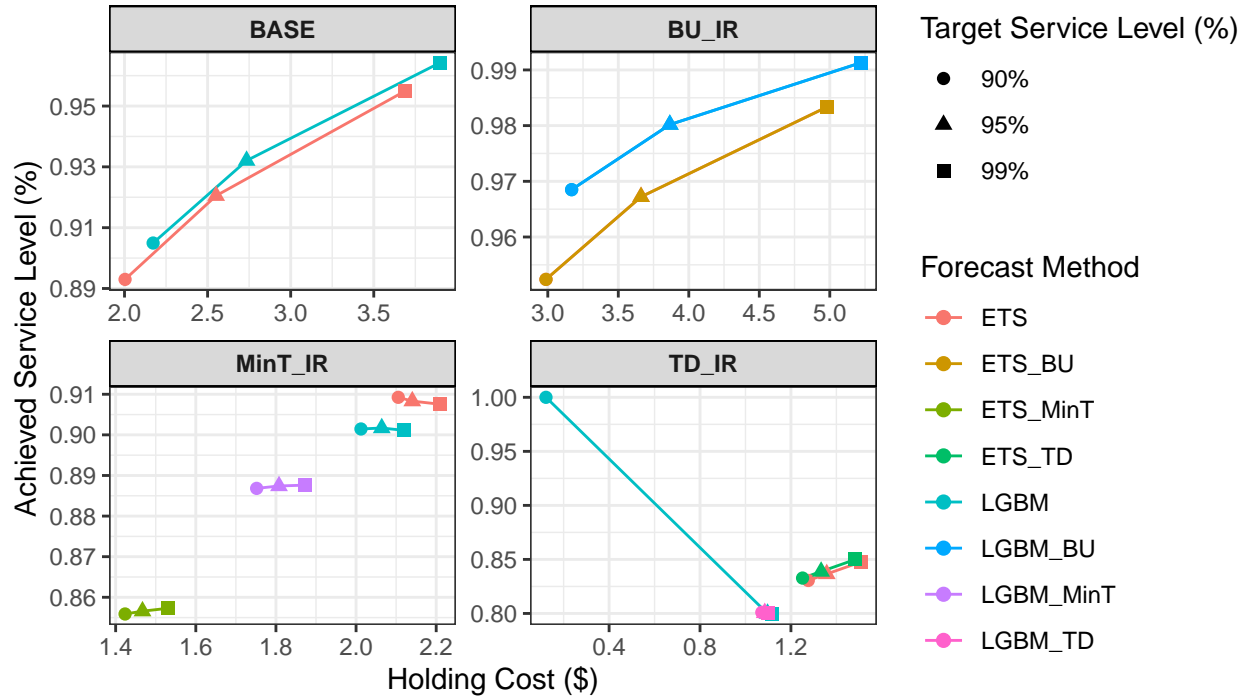 BASE
BU_IR
0.95
0.93
0.91
0.89
2.0 2.5 3.0 3.5
0.99
0.98
0.97
0.96
3.0 3.5 4.0 4.5 5.0
MinT_IR
TD_IR
0.91
0.90
0.89
0.88
0.87
0.86
1.4 1.6 1.8 2.0 2.2
1.00
0.95
0.90
0.85
0.80
0.4 0.8 1.2
Achieved Service Level (%)
Holding Cost ($)
Target Service Level (%)
90%
95%
99%
Forecast Method
ETS
ETS_BU
ETS_MinT
ETS_TD
LGBM
LGBM_BU
LGBM_MinT
LGBM_TD